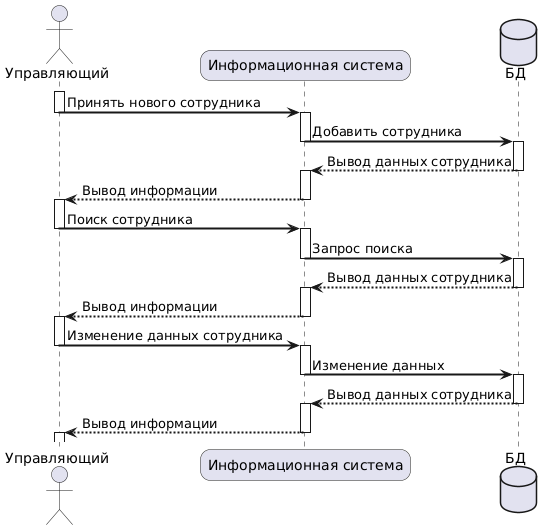 Управляющий
Информационная система
БД
Принять нового сотрудника
Добавить сотрудника
Вывод данных сотрудника
Вывод информации
Поиск сотрудника
Запрос поиска
Вывод данных сотрудника
Вывод информации
Изменение данных сотрудника
Изменение данных
Вывод данных сотрудника
Вывод информации
Управляющий
Информационная система
БД